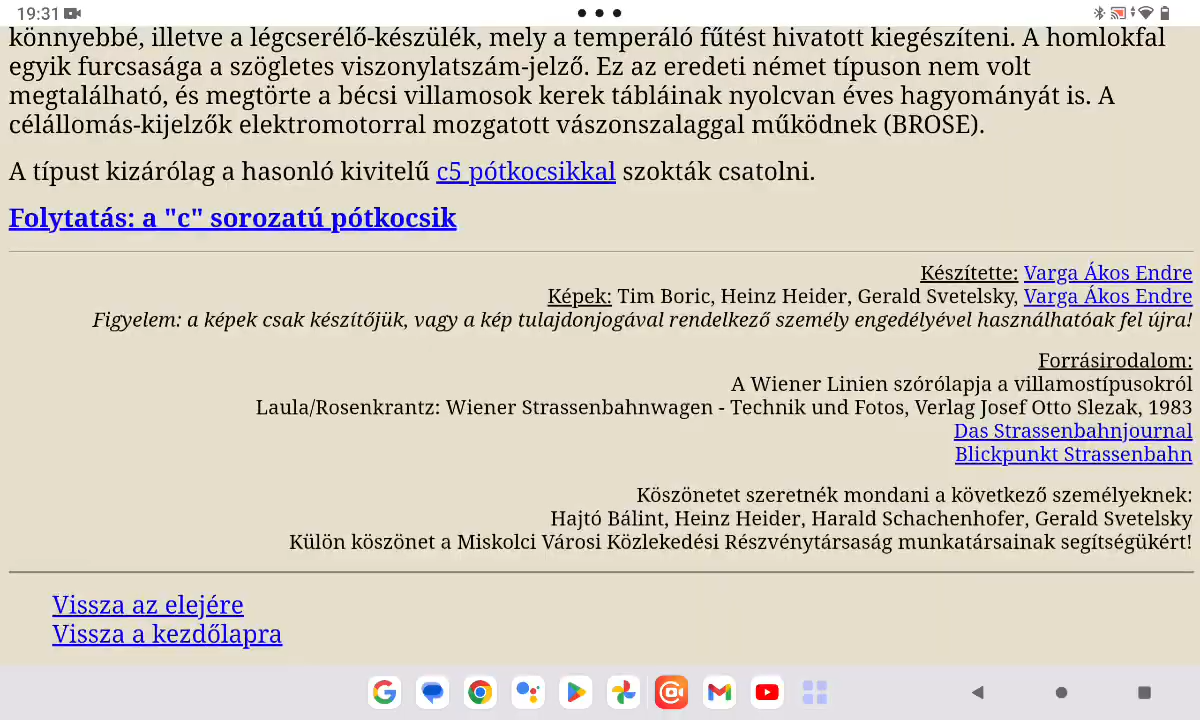 19:31
könnyebbé, illetve a légcserélő-készülék, mely a temperáló fűtést hivatott kiegészíteni. A homlokfal
egyik furcsasága a szögletes viszonylatszám-jelző. Ez az eredeti német típuson nem volt
megtalálható, és megtörte a bécsi villamosok kerek tábláinak nyolcvan éves hagyományát is. A
célállomás-kijelzők elektromotorral mozgatott vászonszalaggal működnek (BROSE).
A típust kizárólag a hasonló kivitelű c5 pótkocsikkal szokták csatolni.
Folytatás: a "c" sorozatú pótkocsik
Készítette: Varga Ákos Endre
Képek: Tim Boric, Heinz Heider, Gerald Svetelsky, Varga Ákos Endre
Figyelem: a képek csak készítőjük, vagy a kép tulajdonjogával rendelkező személy engedélyével használhatóak fel újra!
Forrásirodalom:
A Wiener Linien szórólapja a villamostípusokról
Laula/Rosenkrantz: Wiener Strassenbahnwagen - Technik und Fotos, Verlag Josef Otto Slezak, 1983
Das Strassenbahnjournal
Blickpunkt Strassenbahn
Köszönetet szeretnék mondani a következő személyeknek:
Hajtó Bálint, Heinz Heider, Harald Schachenhofer, Gerald Svetelsky
Külön köszönet a Miskolci Városi Közlekedési Részvénytársaság munkatársainak segítségükért!
Vissza az elejére
Vissza a kezdőlapra